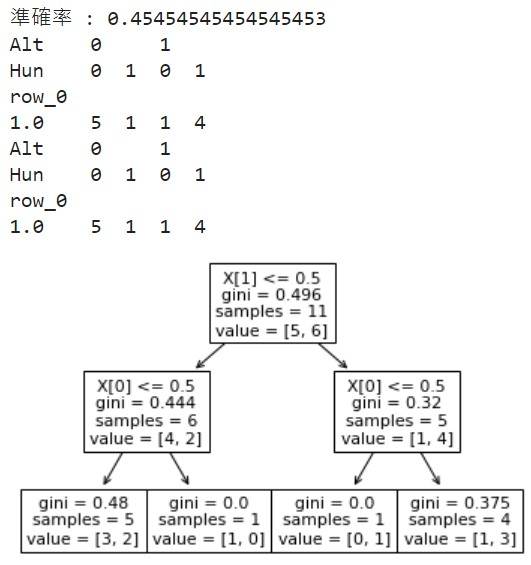 準確率 : 0.45454545454545453
Alt 0 1
Hun 0 1 0 1
row_0
1.0 5 1 1 4
Alt 0 1
Hun 0 1 0 1
row_0
1.0 5 1 1 4
X[1] <= 0.5
gini = 0.496
samples = 11
value = [5, 6]
X[0] <= 0.5
gini = 0.444
samples = 6
value = [4, 2]
X[0] <= 0.5
gini = 0.32
samples = 5
value = [1, 4]
gini = 0.48
samples = 5
value = [3, 2]
gini = 0.0
samples = 1
value = [1, 0]
gini = 0.0
samples = 1
value = [0, 1]
gini = 0.375
samples = 4
value = [1, 3]